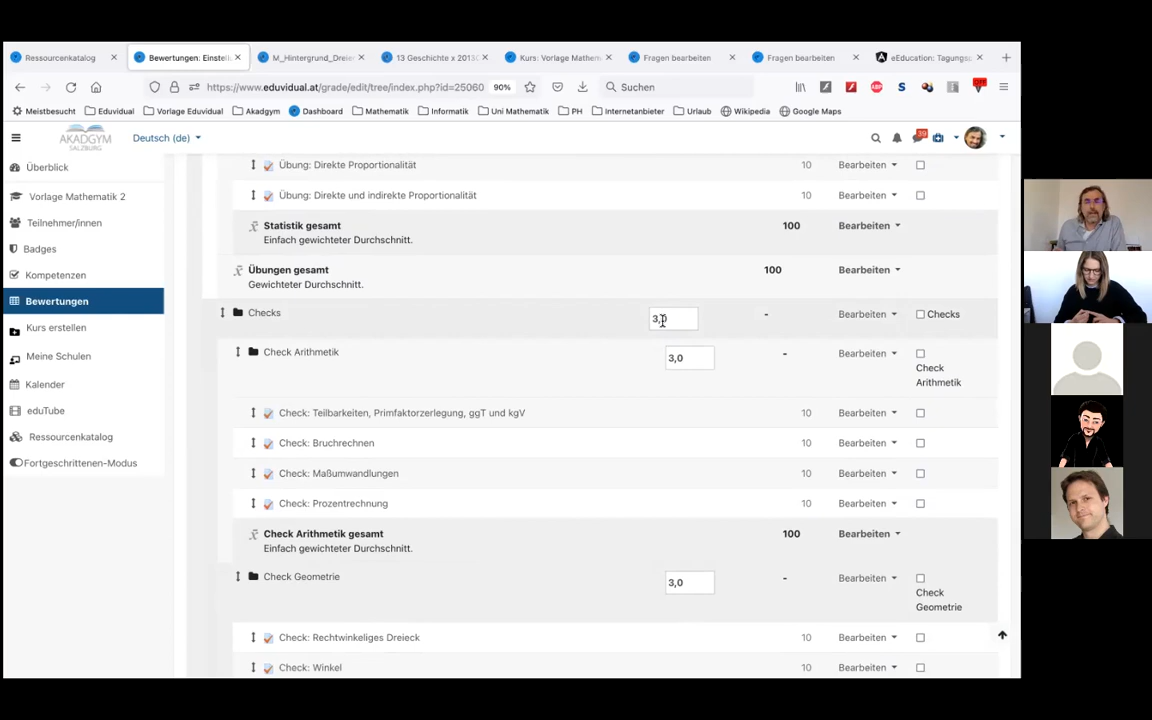 Ressourcenkatalog
Bewertungen: Einstell
M_Hintergrund_Dreie
13 Geschichte x 2013
Kurs: Vorlage Mathem
Fragen bearbeiten
Fragen bearbeiten
eEducation: Tagungs
https://www.eduvidual.at/grade/edit/tree/index.php?id=25060
90%
Suchen
OFF
Meistbesucht
Eduvidual
Vorlage Eduvidual
Akadgym
Dashboard
Mathematik
Informatik
Uni Mathematik
PH
Internetanbieter
Urlaub
Wikipedia
Google Maps
AKADGYM
SALZBURG
Deutsch (de)
39
Überblick
Vorlage Mathematik 2
Teilnehmer/innen
Badges
Kompetenzen
Bewertungen
Kurs erstellen
Meine Schulen
Kalender
eduTube
Ressourcenkatalog
Fortgeschrittenen-Modus
Übung: Direkte Proportionalität 10 Bearbeiten
Übung: Direkte und indirekte Proportionalität 10 Bearbeiten
Statistik gesamt 100 Bearbeiten
Einfach gewichteter Durchschnitt.
Übungen gesamt 100 Bearbeiten
Gewichteter Durchschnitt.
Checks 3,0 - Bearbeiten Checks
Check Arithmetik 3,0 - Bearbeiten
Check
Arithmetik
Check: Teilbarkeiten, Primfaktorzerlegung, ggT und kgV 10 Bearbeiten
Check: Bruchrechnen 10 Bearbeiten
Check: Maßumwandlungen 10 Bearbeiten
Check: Prozentrechnung 10 Bearbeiten
Check Arithmetik gesamt 100 Bearbeiten
Einfach gewichteter Durchschnitt.
Check Geometrie 3,0 - Bearbeiten
Check
Geometrie
Check: Rechtwinkeliges Dreieck 10 Bearbeiten
Check: Winkel 10 Bearbeiten